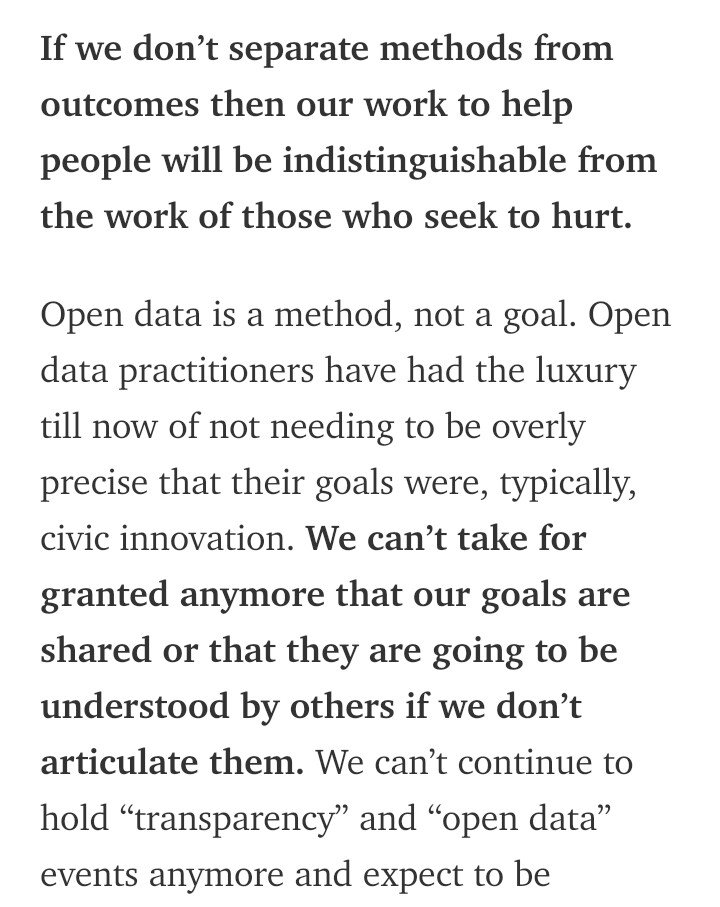 If we don’t separate methods from
outcomes then our work to help
people will be indistinguishable from
the work of those who seek to hurt.
Open data is a method, not a goal. Open
data practitioners have had the luxury
till now of not needing to be overly
precise that their goals were, typically,
civic innovation. We can’t take for
granted anymore that our goals are
shared or that they are going to be
understood by others if we don’t
articulate them. We can’t continue to
hold “transparency” and “open data”
events anymore and expect to be